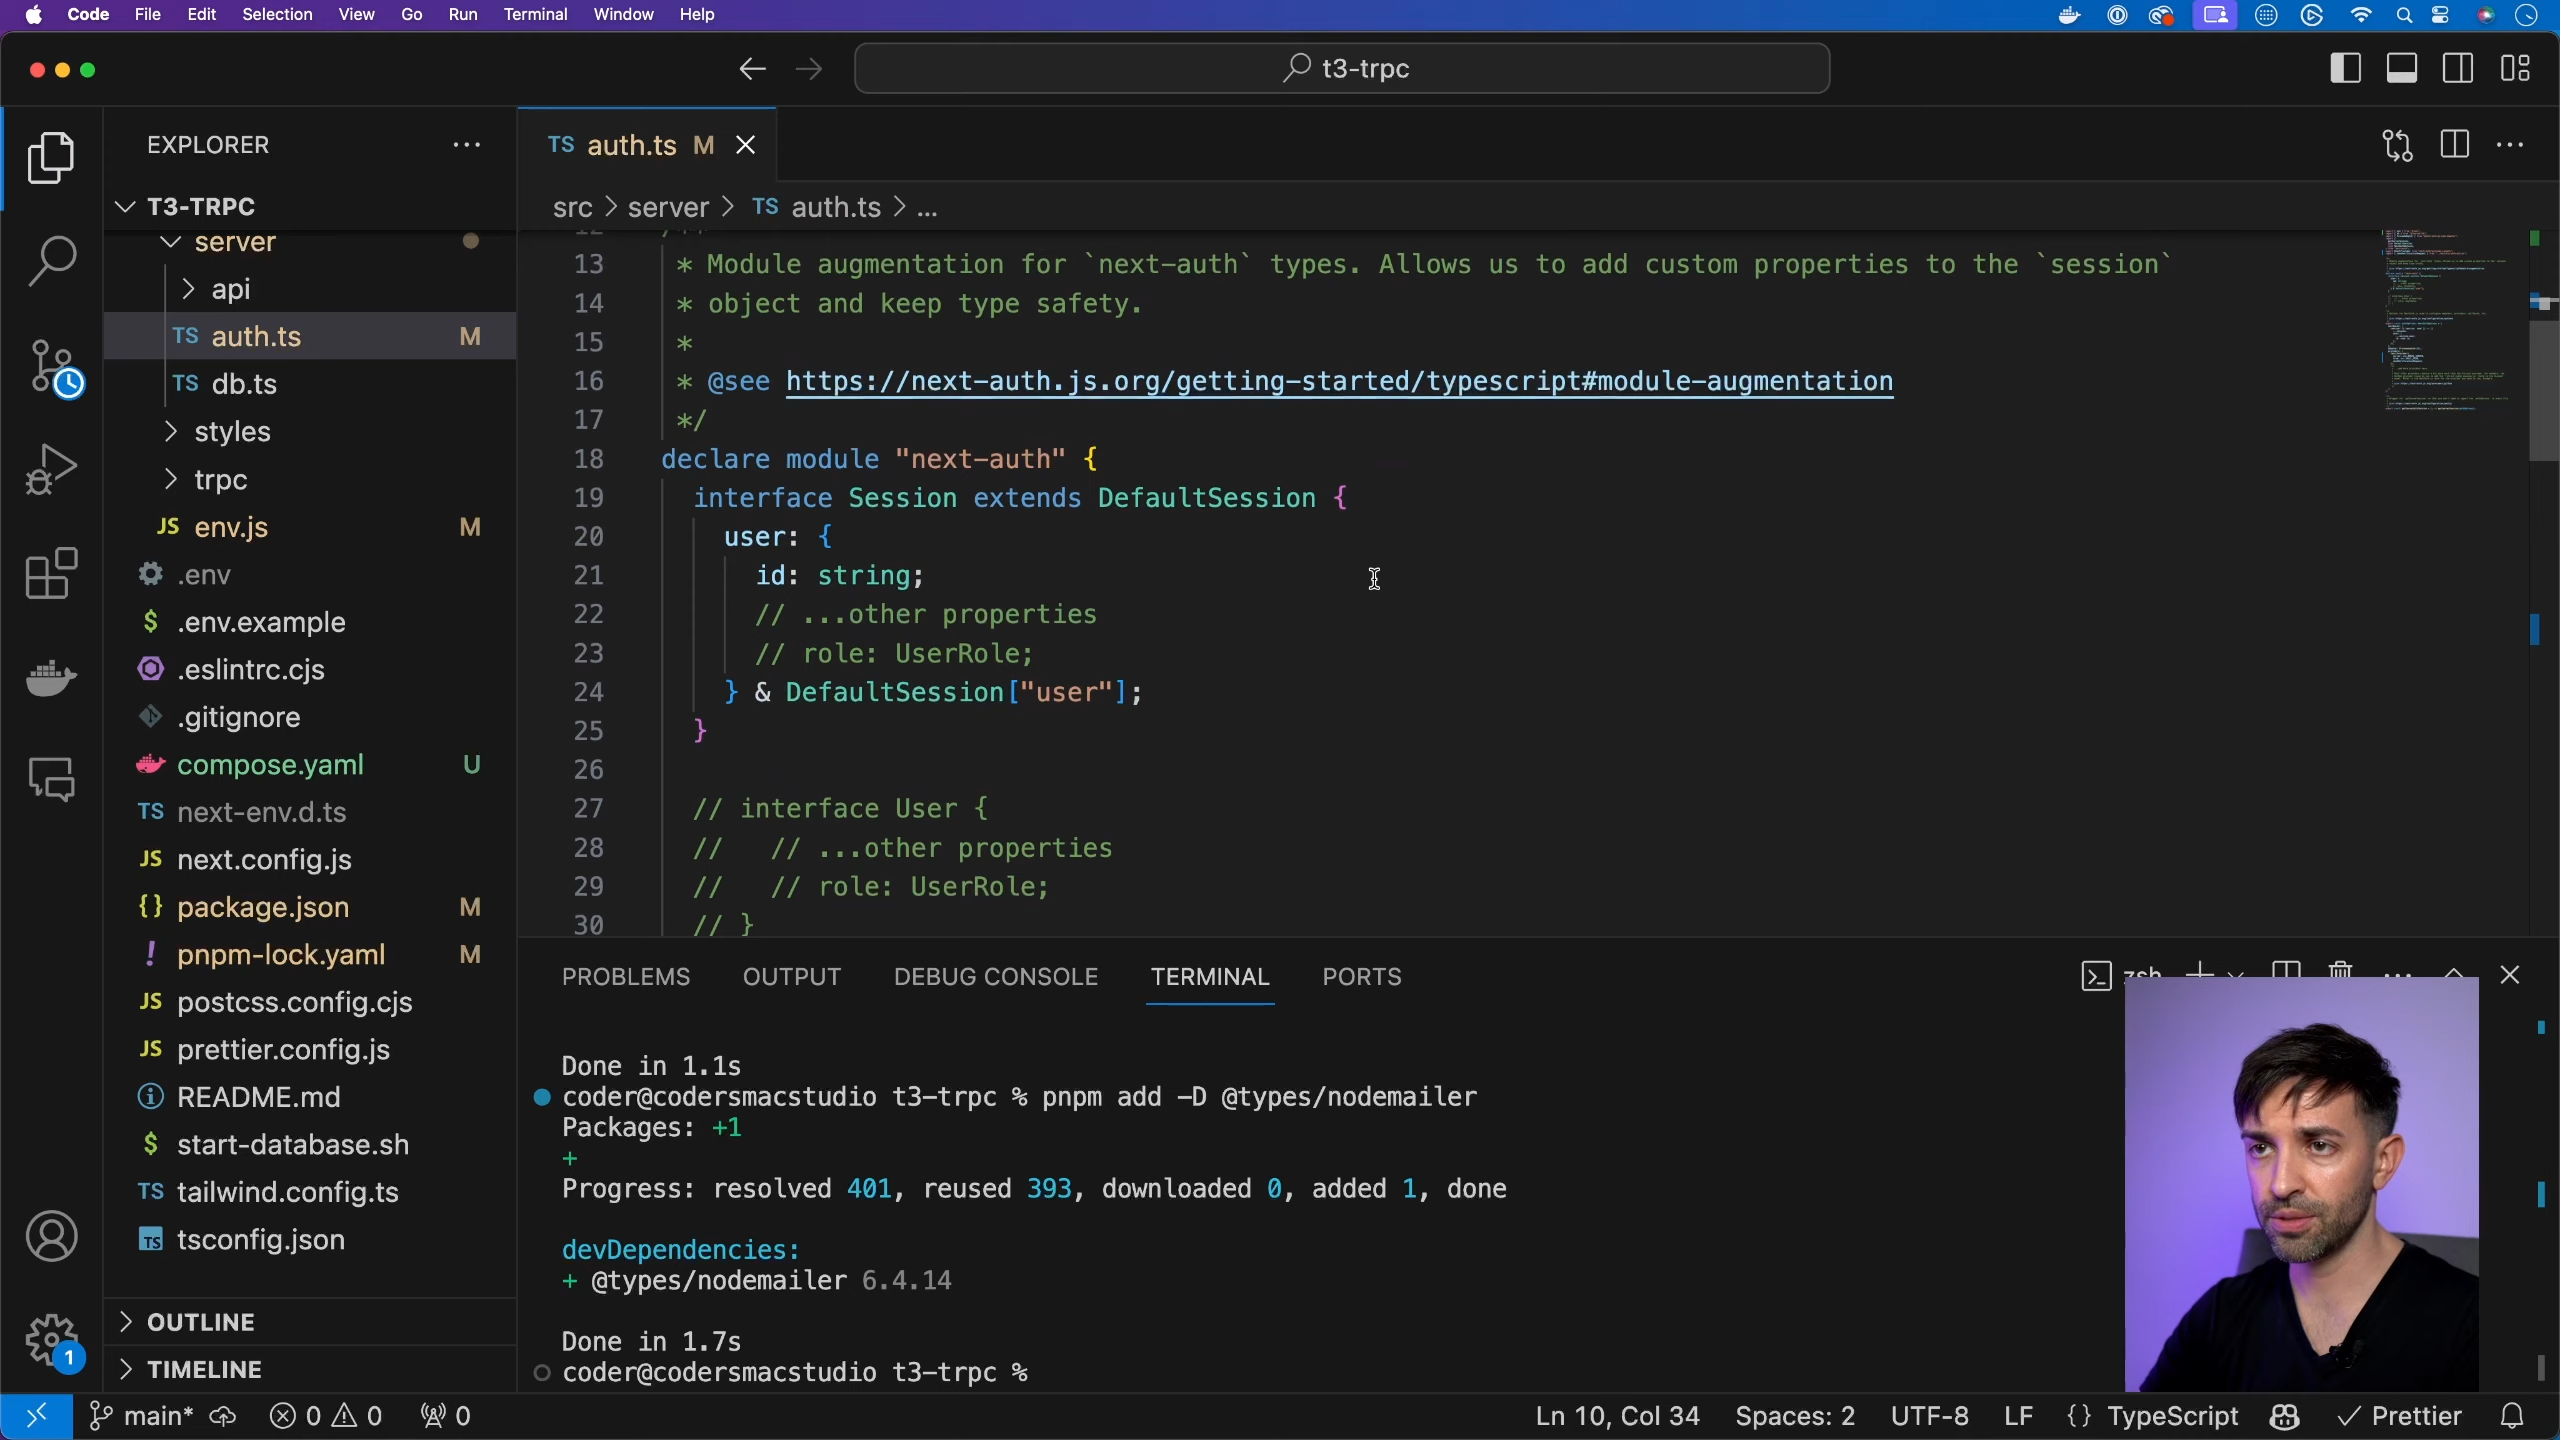 Code File Edit Selection View Go Run Terminal Window Help
t3-trpc
EXPLORER
TS auth.ts M
T3-TRPC
src > server > TS auth.ts > ...
server
api
TS auth.ts M
TS db.ts
styles
trpc
JS env.js M
.env
$ .env.example
.eslintrc.cjs
.gitignore
compose.yaml U
TS next-env.d.ts
JS next.config.js
{} package.json M
! pnpm-lock.yaml M
JS postcss.config.cjs
JS prettier.config.js
README.md
$ start-database.sh
TS tailwind.config.ts
TS tsconfig.json
OUTLINE
TIMELINE
1
13 * Module augmentation for `next-auth` types. Allows us to add custom properties to the `session`
14 * object and keep type safety.
15 *
16 * @see https://next-auth.js.org/getting-started/typescript#module-augmentation
17 */
18 declare module "next-auth" {
19 interface Session extends DefaultSession {
20 user: {
21 id: string;
22 // ...other properties
23 // role: UserRole;
24 } & DefaultSession["user"];
25 }
26
27 // interface User {
28 // // ...other properties
29 // // role: UserRole;
30 // }
PROBLEMS OUTPUT DEBUG CONSOLE TERMINAL PORTS
zsh
Done in 1.1s
coder@codersmacstudio t3-trpc % pnpm add -D @types/nodemailer
Packages: +1
+
Progress: resolved 401, reused 393, downloaded 0, added 1, done
devDependencies:
+ @types/nodemailer 6.4.14
Done in 1.7s
coder@codersmacstudio t3-trpc %
main* 0 0 0 Ln 10, Col 34 Spaces: 2 UTF-8 LF {} TypeScript Prettier